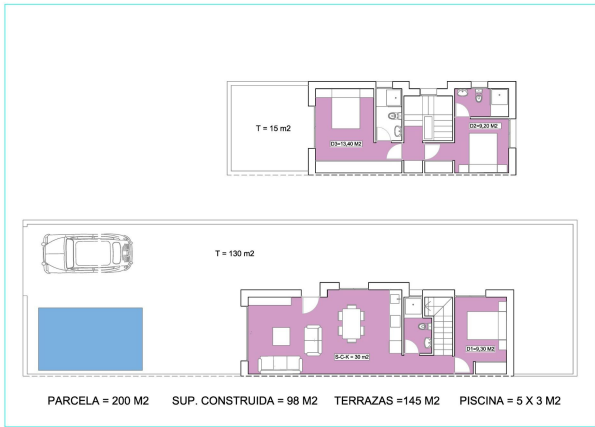 T = 15 m2
D3=13,40 M2
D2=9,20 M2
T = 130 m2
S-C-K = 30 m2
D1=9,30 M2
PARCELA = 200 M2 SUP. CONSTRUIDA = 98 M2 TERRAZAS =145 M2 PISCINA = 5 X 3 M2